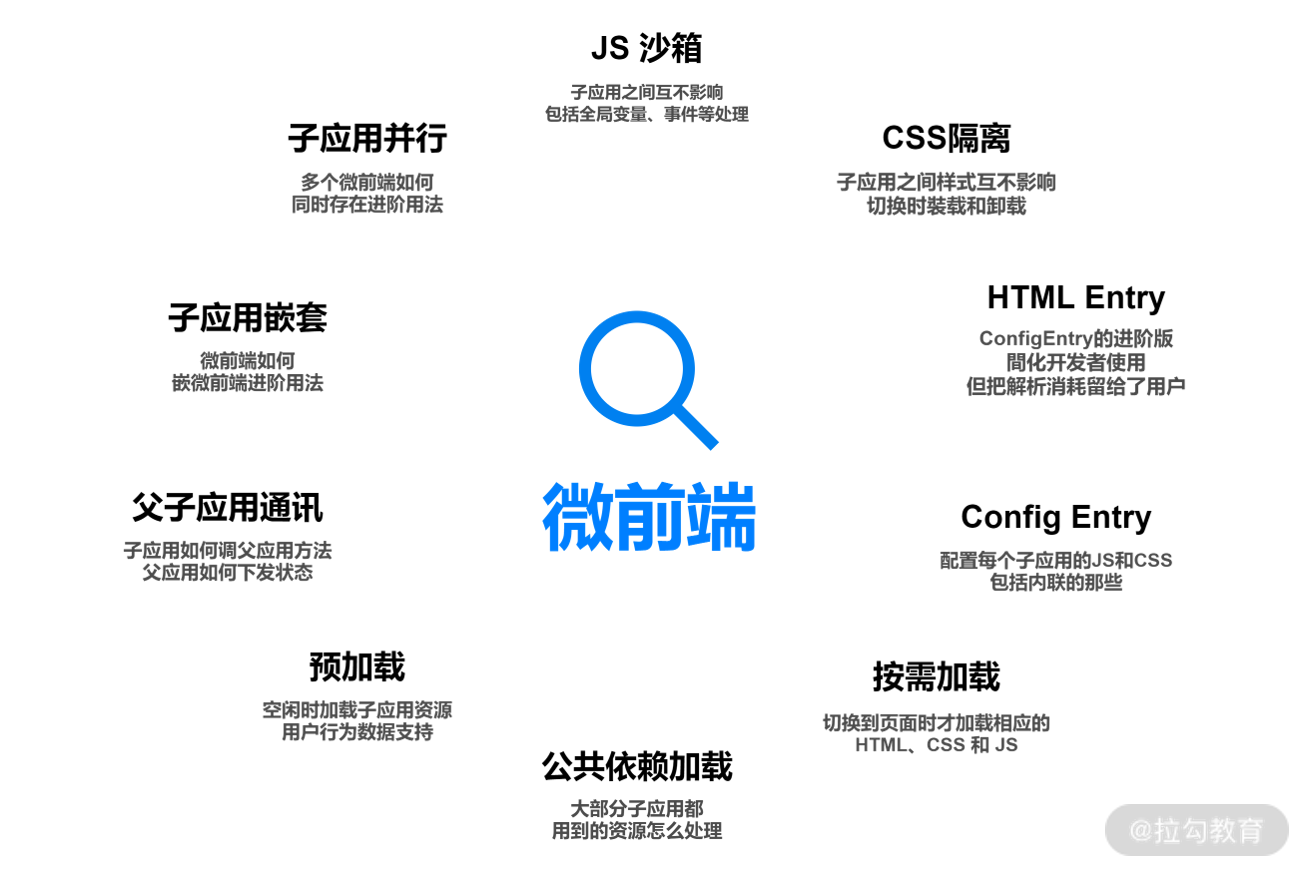 JS 沙箱
子应用之间互不影响
包括全局变量、事件等处理
子应用并行
多个微前端如何
同时存在进阶用法
CSS隔离
子应用之间样式互不影响
切换时裝载和卸载
子应用嵌套
微前端如何
嵌微前端进阶用法
HTML Entry
ConfigEntry的进阶版
間化开发者使用
但把解析消耗留给了用户
微前端
父子应用通讯
子应用如何调父应用方法
父应用如何下发状态
Config Entry
配置每个子应用的JS和CSS
包括内联的那些
预加载
空闲时加载子应用资源
用户行为数据支持
按需加载
切换到页面时才加载相应的
HTML、CSS 和 JS
公共依赖加载
大部分子应用都
用到的资源怎么处理
@拉勾教育